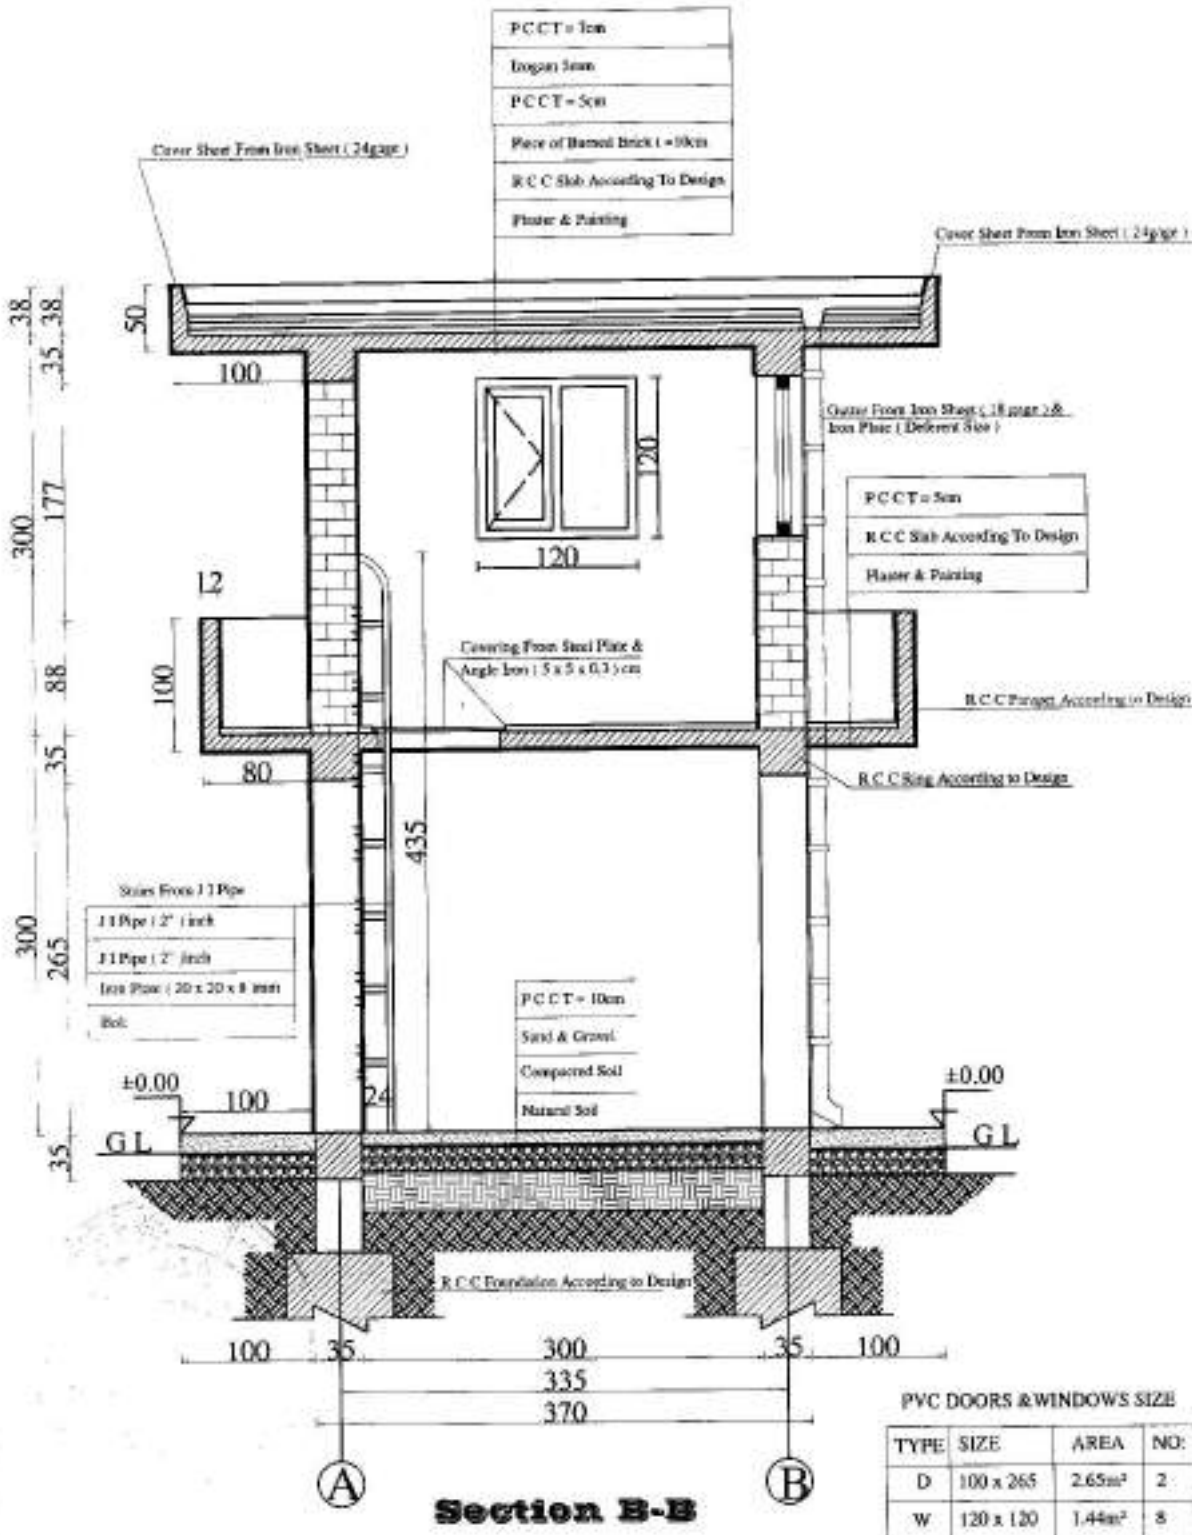 P C C T = 7cm
Izogam 5mm
P C C T = 5cm
Piece of Burned Brick t =10cm
R C C Slab According To Design
Plaster & Painting
Cover Sheet From Iron Sheet ( 24gage )
Cover Sheet From Iron Sheet ( 24gage )
38
38
35
50
100
Gutter From Iron Sheet ( 18 gage ) &
Iron Plate ( Deferent Size )
120
120
300
177
P C C T = 5cm
R C C Slab According To Design
Plaster & Painting
12
Covering From Steel Plate &
Angle Iron ( 5 x 5 x 0.3 ) cm
88
100
R C C Parapet According to Design
35
80
R C C Ring According to Design
435
Stairs From J I Pipe
J I Pipe ( 2" ) inch
J I Pipe ( 2" )inch
Iron Plate ( 20 x 20 x 8 )mm
Bolt
300
265
P C C T = 10cm
Sand & Gravel
Compacred Soil
Natural Soil
±0.00
100
24
±0.00
G L
G L
35
R C C Foundation According to Design
100
35
300
35
100
335
370
A
B
Section B-B
PVC DOORS & WINDOWS SIZE
TYPE SIZE AREA NO:
D 100 x 265 2.65m² 2
W 120 x 120 1.44m² 8